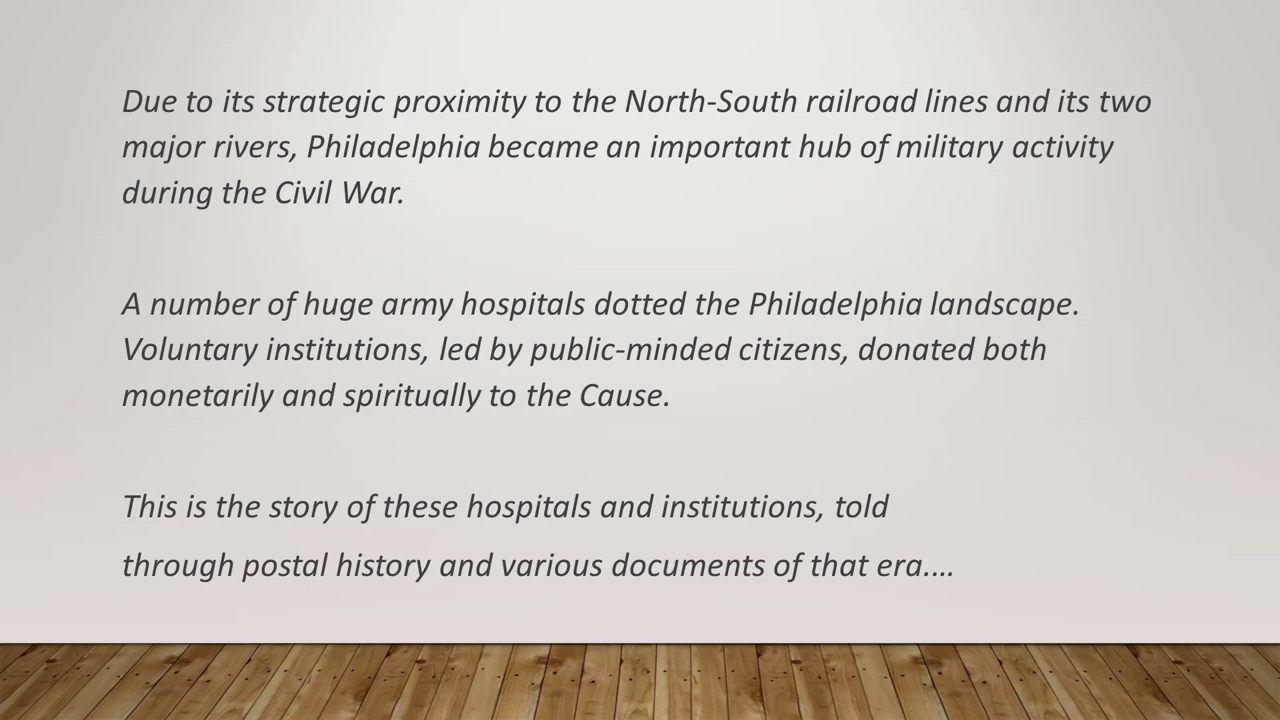 Due to its strategic proximity to the North-South railroad lines and its two
major rivers, Philadelphia became an important hub of military activity
during the Civil War.
A number of huge army hospitals dotted the Philadelphia landscape.
Voluntary institutions, led by public-minded citizens, donated both
monetarily and spiritually to the Cause.
This is the story of these hospitals and institutions, told
through postal history and various documents of that era....